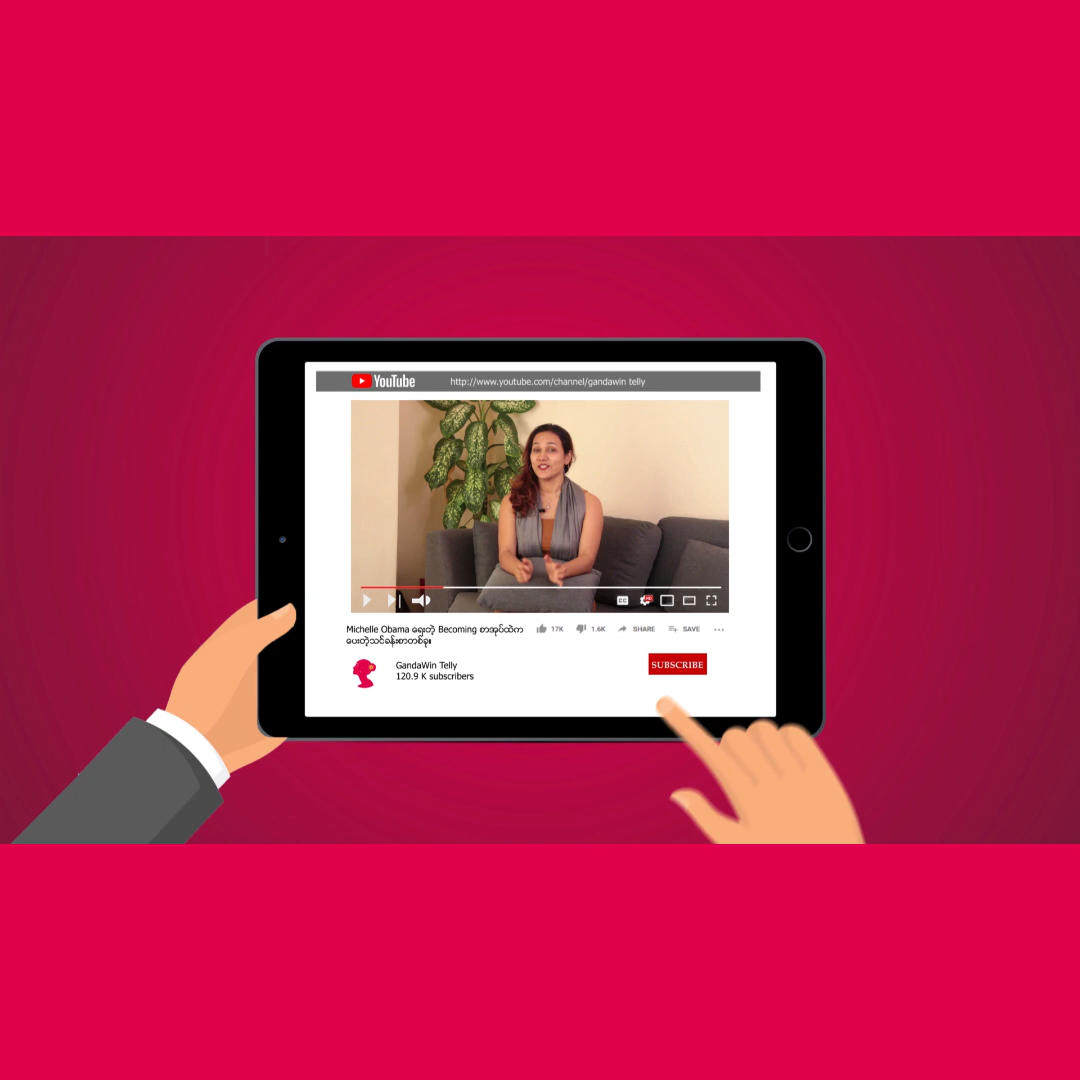 YouTube
http://www.youtube.com/channel/gandawin telly
CC
HD
Michelle Obama ရေးတဲ့ Becoming စာအုပ်ထဲက
ပေးတဲ့သင်ခန်းစာတစ်ခု။
17K
1.6K
SHARE
SAVE
GandaWin Telly
120.9 K subscribers
SUBSCRIBE